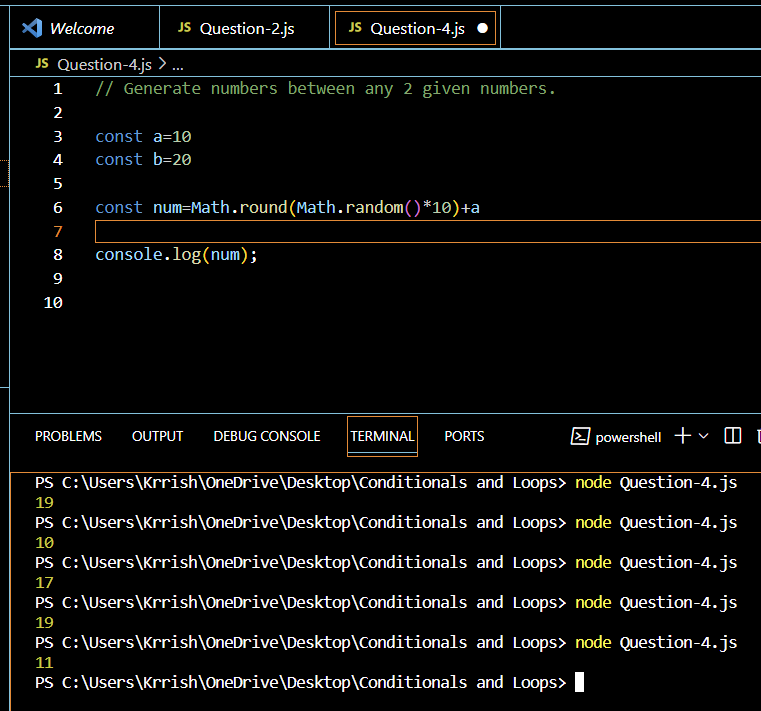 Welcome
JS Question-2.js
JS Question-4.js
JS Question-4.js > ...
1 // Generate numbers between any 2 given numbers.
2
3 const a=10
4 const b=20
5
6 const num=Math.round(Math.random()*10)+a
7
8 console.log(num);
9
10
PROBLEMS OUTPUT DEBUG CONSOLE TERMINAL PORTS powershell
PS C:\Users\Krrish\OneDrive\Desktop\Conditionals and Loops> node Question-4.js
19
PS C:\Users\Krrish\OneDrive\Desktop\Conditionals and Loops> node Question-4.js
10
PS C:\Users\Krrish\OneDrive\Desktop\Conditionals and Loops> node Question-4.js
17
PS C:\Users\Krrish\OneDrive\Desktop\Conditionals and Loops> node Question-4.js
19
PS C:\Users\Krrish\OneDrive\Desktop\Conditionals and Loops> node Question-4.js
11
PS C:\Users\Krrish\OneDrive\Desktop\Conditionals and Loops>